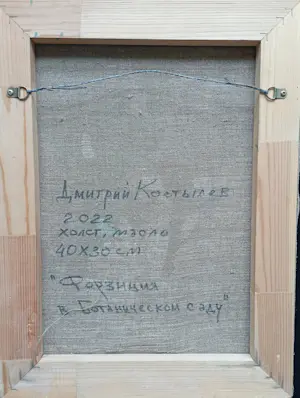 Дмитрий Костылев
2022
холст, масло
40х30 см
"Форзиция
в Ботаническом саду"